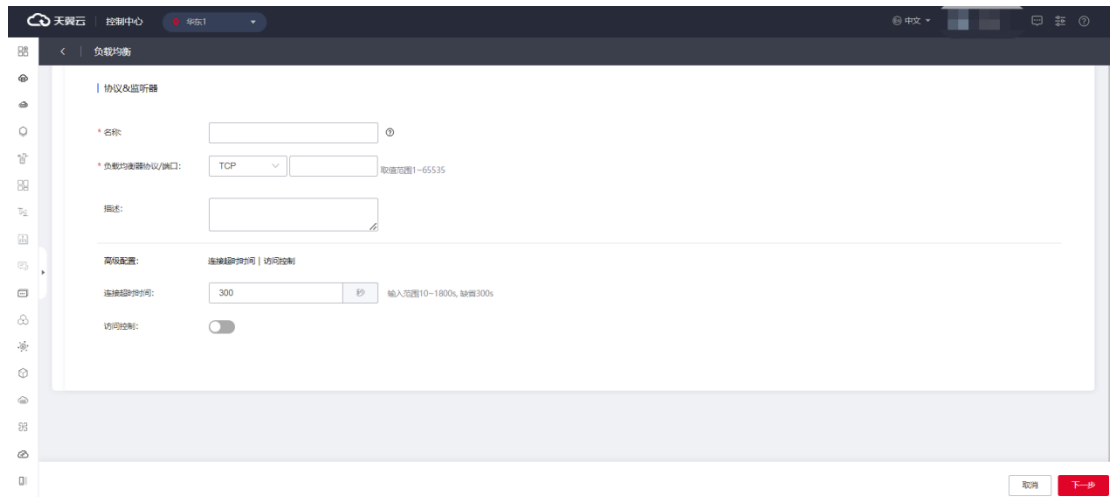 天翼云 控制中心 华东1 中文
负载均衡
协议&监听器
* 名称:
* 负载均衡器协议/端口: TCP 取值范围1~65535
描述:
高级配置: 连接超时时间 | 访问控制
连接超时时间: 300 秒 输入范围10~1800s, 缺省300s
访问控制:
取消 下一步